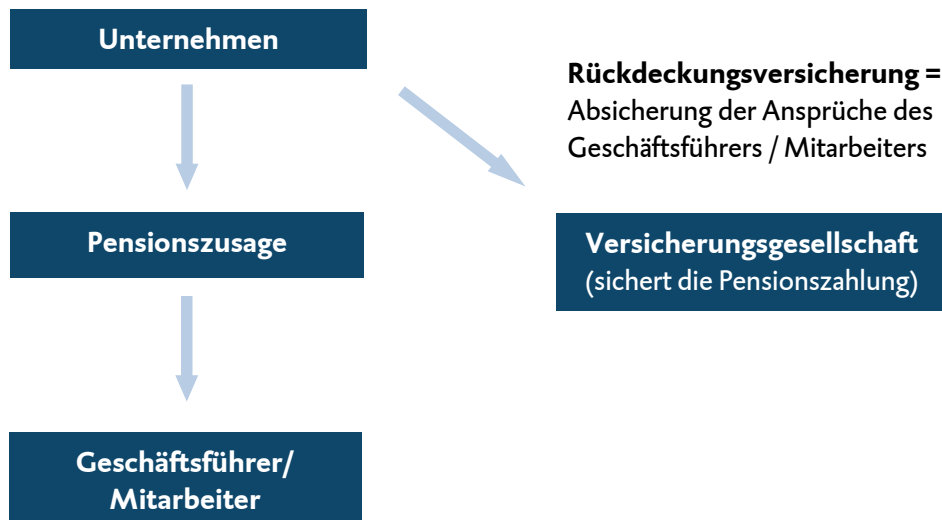 Unternehmen
Rückdeckungsversicherung =
Absicherung der Ansprüche des
Geschäftsführers / Mitarbeiters
Pensionszusage
Versicherungsgesellschaft
(sichert die Pensionszahlung)
Geschäftsführer/
Mitarbeiter